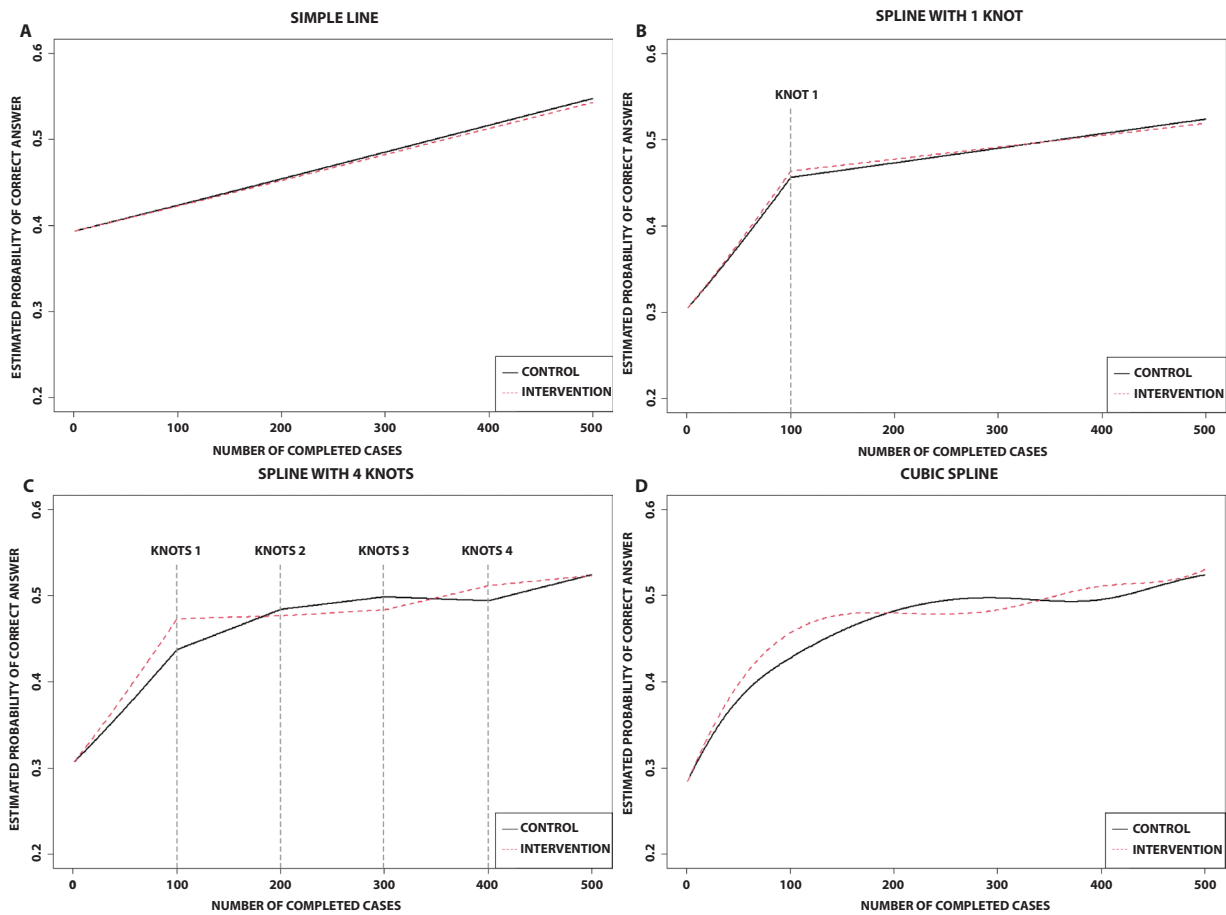 SIMPLE LINE
A
ESTIMATED PROBABILITY OF CORRECT ANSWER
0.6
0.5
0.4
0.3
0.2
CONTROL
INTERVENTION
0 100 200 300 400 500
NUMBER OF COMPLETED CASES
SPLINE WITH 1 KNOT
B
ESTIMATED PROBABILITY OF CORRECT ANSWER
0.6
0.5
0.4
0.3
0.2
KNOT 1
CONTROL
INTERVENTION
0 100 200 300 400 500
NUMBER OF COMPLETED CASES
SPLINE WITH 4 KNOTS
C
ESTIMATED PROBABILITY OF CORRECT ANSWER
0.6
0.5
0.4
0.3
0.2
KNOTS 1 KNOTS 2 KNOTS 3 KNOTS 4
CONTROL
INTERVENTION
0 100 200 300 400 500
NUMBER OF COMPLETED CASES
CUBIC SPLINE
D
ESTIMATED PROBABILITY OF CORRECT ANSWER
0.6
0.5
0.4
0.3
0.2
CONTROL
INTERVENTION
0 100 200 300 400 500
NUMBER OF COMPLETED CASES